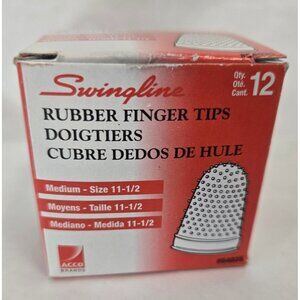 Swingline
Qty.
Qté.
Cant.
12
RUBBER FINGER TIPS
DOIGTIERS
CUBRE DEDOS DE HULE
Medium - Size 11-1/2
Moyens - Taille 11-1/2
Mediano - Medida 11-1/2
ACCO
BRANDS